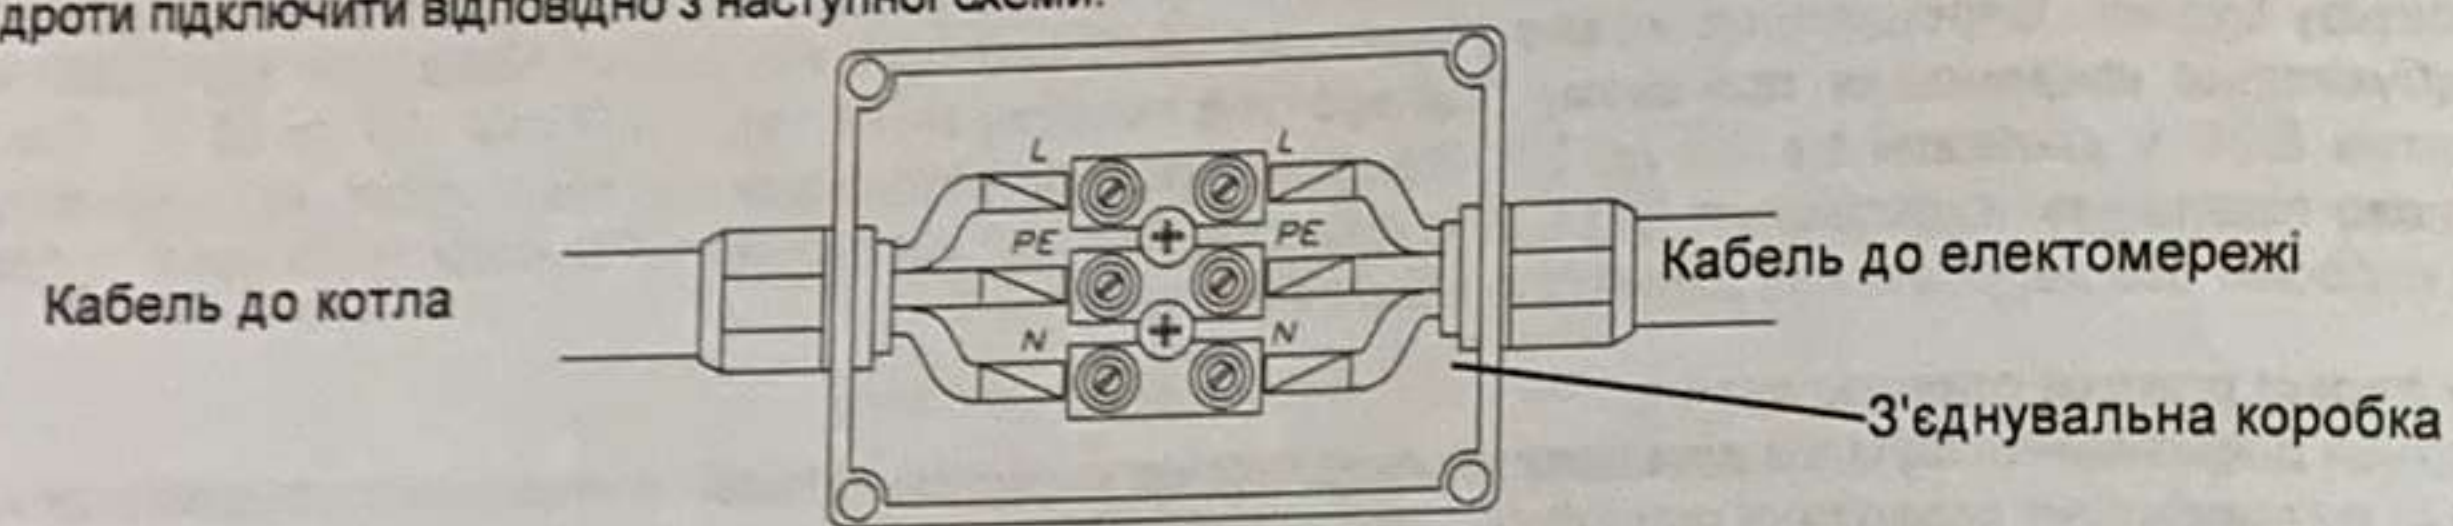 дроти підключити відповідно з наступної схеми:
L L
PE PE
Кабель до котла
Кабель до електомережі
N N
З'єднувальна коробка